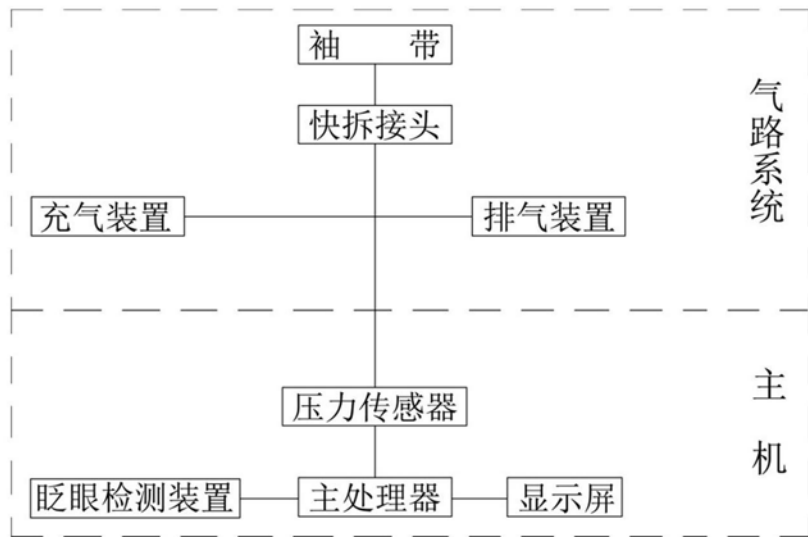 袖 带
快拆接头
充气装置
排气装置
气路系统
压力传感器
主机
眨眼检测装置
主处理器
显示屏